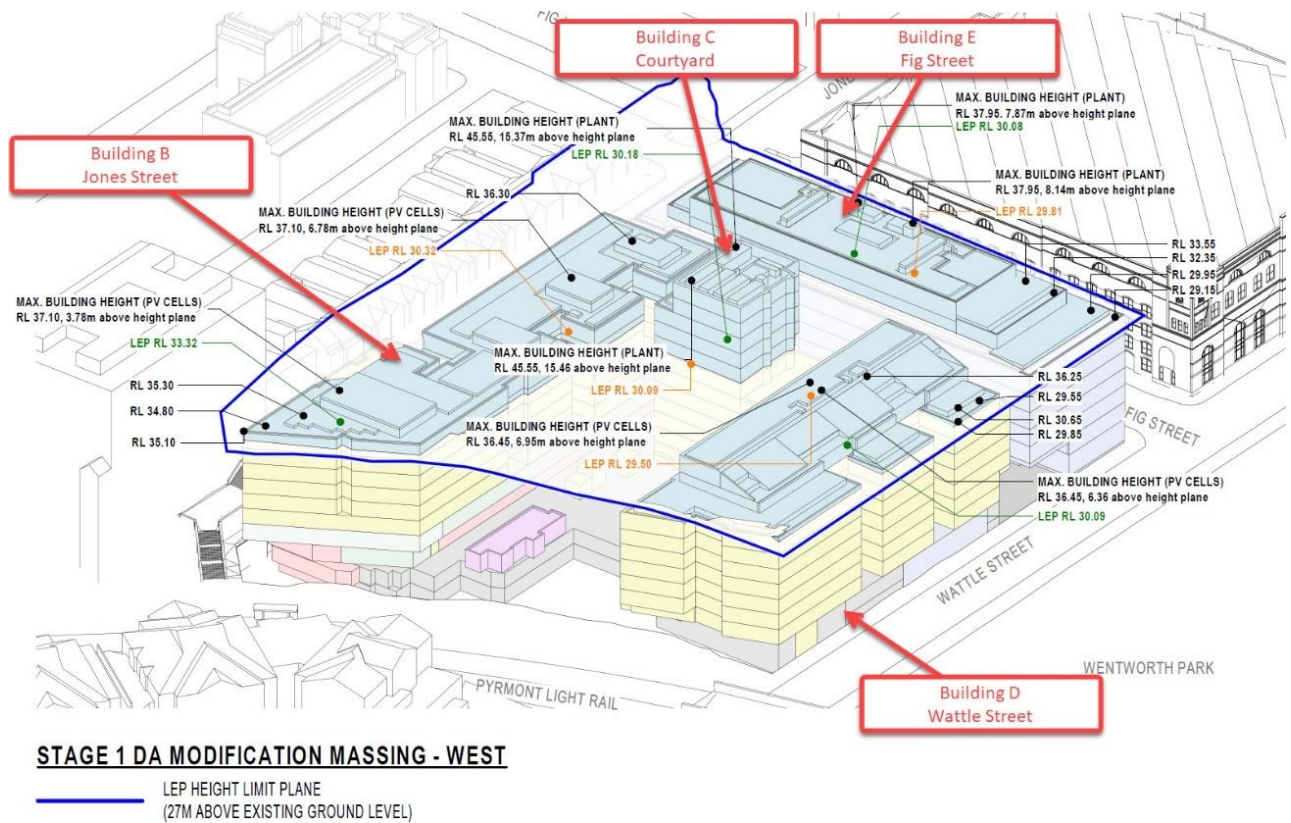 FIG
Building C
Courtyard
Building E
Fig Street
JONE
MAX. BUILDING HEIGHT (PLANT)
RL 37.95, 7.87m above height plane
LEP RL 30.08
MAX. BUILDING HEIGHT (PLANT)
RL 45.55, 15.37m above height plane
LEP RL 30.18
Building B
Jones Street
MAX. BUILDING HEIGHT (PLANT)
RL 37.95, 8.14m above height plane
LEP RL 29.81
RL 36.30
MAX. BUILDING HEIGHT (PV CELLS)
RL 37.10, 6.78m above height plane
LEP RL 30.32
RL 33.55
RL 32.35
RL 29.95
RL 29.15
MAX. BUILDING HEIGHT (PV CELLS)
RL 37.10, 3.78m above height plane
LEP RL 33.32
MAX. BUILDING HEIGHT (PLANT)
RL 45.55, 15.46 above height plane
LEP RL 30.09
RL 35.30
RL 34.80
RL 35.10
RL 36.25
RL 29.55
RL 30.65
RL 29.85
FIG STREET
MAX. BUILDING HEIGHT (PV CELLS)
RL 36.45, 6.95m above height plane
LEP RL 29.50
MAX. BUILDING HEIGHT (PV CELLS)
RL 36.45, 6.36 above height plane
LEP RL 30.09
WATTLE STREET
WENTWORTH PARK
PYRMONT LIGHT RAIL
Building D
Wattle Street
STAGE 1 DA MODIFICATION MASSING - WEST
LEP HEIGHT LIMIT PLANE
(27M ABOVE EXISTING GROUND LEVEL)